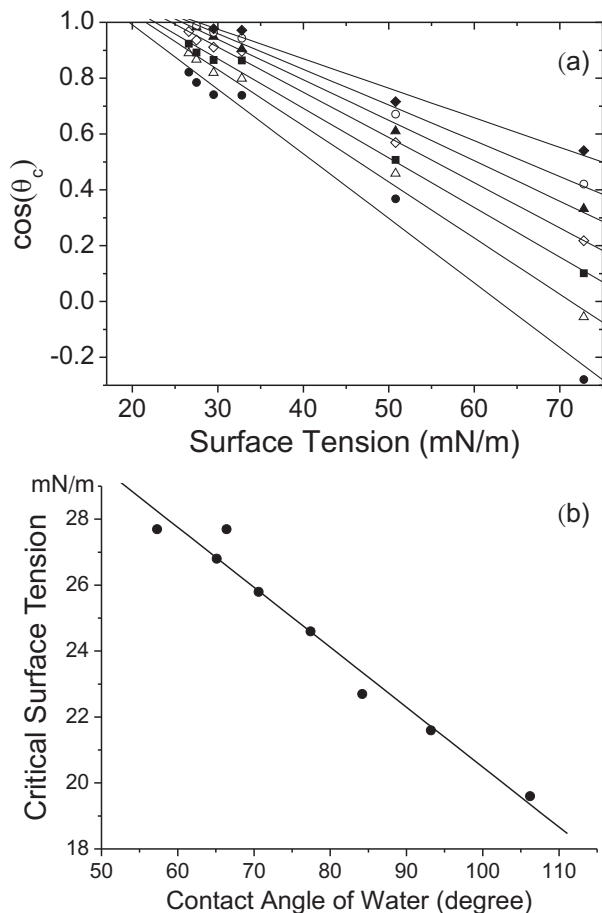 (a)
1.0
0.8
0.6
0.4
0.2
0.0
-0.2
cos(θc)
20 30 40 50 60 70
Surface Tension (mN/m)
mN/m
(b)
28
26
24
22
20
18
Critical Surface Tension
50 60 70 80 90 100 110
Contact Angle of Water (degree)